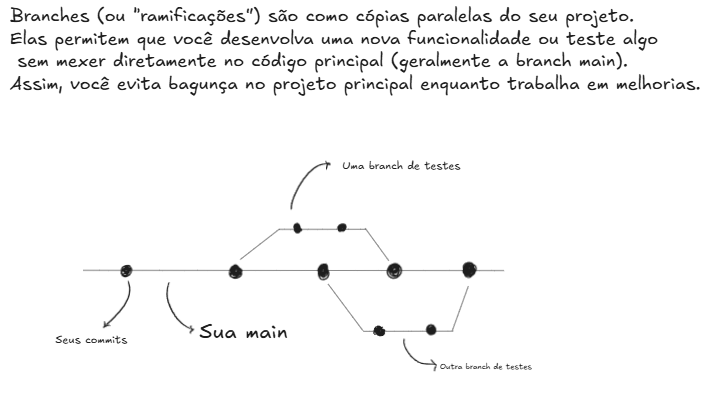 Branches (ou "ramificações") são como cópias paralelas do seu projeto.
Elas permitem que você desenvolva uma nova funcionalidade ou teste algo
sem mexer diretamente no código principal (geralmente a branch main).
Assim, você evita bagunça no projeto principal enquanto trabalha em melhorias.
Uma branch de testes
Seus commits
Sua main
Outra branch de testes